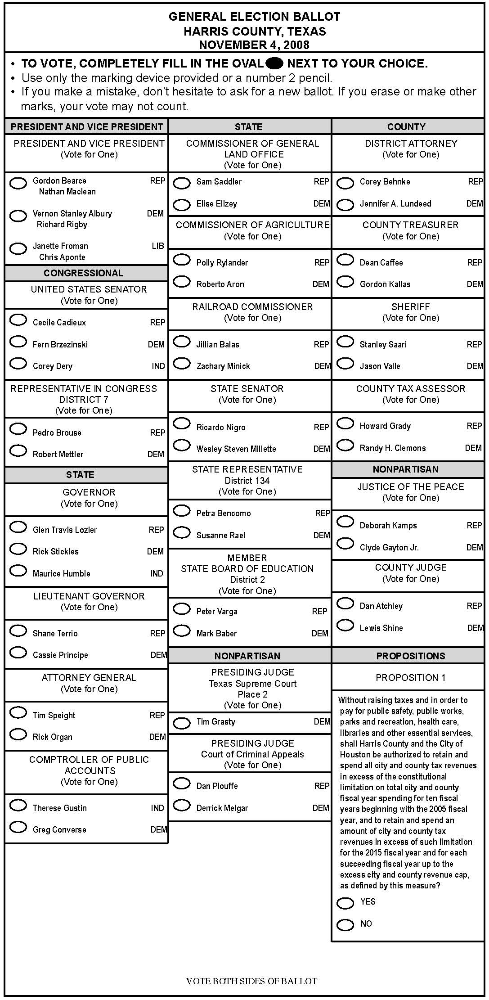 GENERAL ELECTION BALLOT
HARRIS COUNTY, TEXAS
NOVEMBER 4, 2008
• TO VOTE, COMPLETELY FILL IN THE OVAL NEXT TO YOUR CHOICE.
• Use only the marking device provided or a number 2 pencil.
• If you make a mistake, don't hesitate to ask for a new ballot. If you erase or make other
marks, your vote may not count.
PRESIDENT AND VICE PRESIDENT
PRESIDENT AND VICE PRESIDENT
(Vote for One)
Gordon Bearce REP
Nathan Maclean
Vernon Stanley Albury DEM
Richard Rigby
Janette Froman LIB
Chris Aponte
CONGRESSIONAL
UNITED STATES SENATOR
(Vote for One)
Cecile Cadieux REP
Fern Brzezinski DEM
Corey Dery IND
REPRESENTATIVE IN CONGRESS
DISTRICT 7
(Vote for One)
Pedro Brouse REP
Robert Mettler DEM
STATE
GOVERNOR
(Vote for One)
Glen Travis Lozier REP
Rick Stickles DEM
Maurice Humble IND
LIEUTENANT GOVERNOR
(Vote for One)
Shane Terrio REP
Cassie Principe DEM
ATTORNEY GENERAL
(Vote for One)
Tim Speight REP
Rick Organ DEM
COMPTROLLER OF PUBLIC
ACCOUNTS
(Vote for One)
Therese Gustin IND
Greg Converse DEM
STATE
COMMISSIONER OF GENERAL
LAND OFFICE
(Vote for One)
Sam Saddler REP
Elise Ellzey DEM
COMMISSIONER OF AGRICULTURE
(Vote for One)
Polly Rylander REP
Roberto Aron DEM
RAILROAD COMMISSIONER
(Vote for One)
Jillian Balas REP
Zachary Minick DEM
STATE SENATOR
(Vote for One)
Ricardo Nigro REP
Wesley Steven Millette DEM
STATE REPRESENTATIVE
District 134
(Vote for One)
Petra Bencomo REP
Susanne Rael DEM
MEMBER
STATE BOARD OF EDUCATION
District 2
(Vote for One)
Peter Varga REP
Mark Baber DEM
NONPARTISAN
PRESIDING JUDGE
Texas Supreme Court
Place 2
(Vote for One)
Tim Grasty DEM
PRESIDING JUDGE
Court of Criminal Appeals
(Vote for One)
Dan Plouffe REP
Derrick Melgar DEM
COUNTY
DISTRICT ATTORNEY
(Vote for One)
Corey Behnke REP
Jennifer A. Lundeed DEM
COUNTY TREASURER
(Vote for One)
Dean Caffee REP
Gordon Kallas DEM
SHERIFF
(Vote for One)
Stanley Saari REP
Jason Valle DEM
COUNTY TAX ASSESSOR
(Vote for One)
Howard Grady REP
Randy H. Clemons DEM
NONPARTISAN
JUSTICE OF THE PEACE
(Vote for One)
Deborah Kamps REP
Clyde Gayton Jr. DEM
COUNTY JUDGE
(Vote for One)
Dan Atchley REP
Lewis Shine DEM
PROPOSITIONS
PROPOSITION 1
Without raising taxes and in order to
pay for public safety, public works,
parks and recreation, health care,
libraries and other essential services,
shall Harris County and the City of
Houston be authorized to retain and
spend all city and county tax revenues
in excess of the constitutional
limitation on total city and county
fiscal year spending for ten fiscal
years beginning with the 2005 fiscal
year, and to retain and spend an
amount of city and county tax
revenues in excess of such limitation
for the 2015 fiscal year and for each
succeeding fiscal year up to the
excess city and county revenue cap,
as defined by this measure?
YES
NO
VOTE BOTH SIDES OF BALLOT